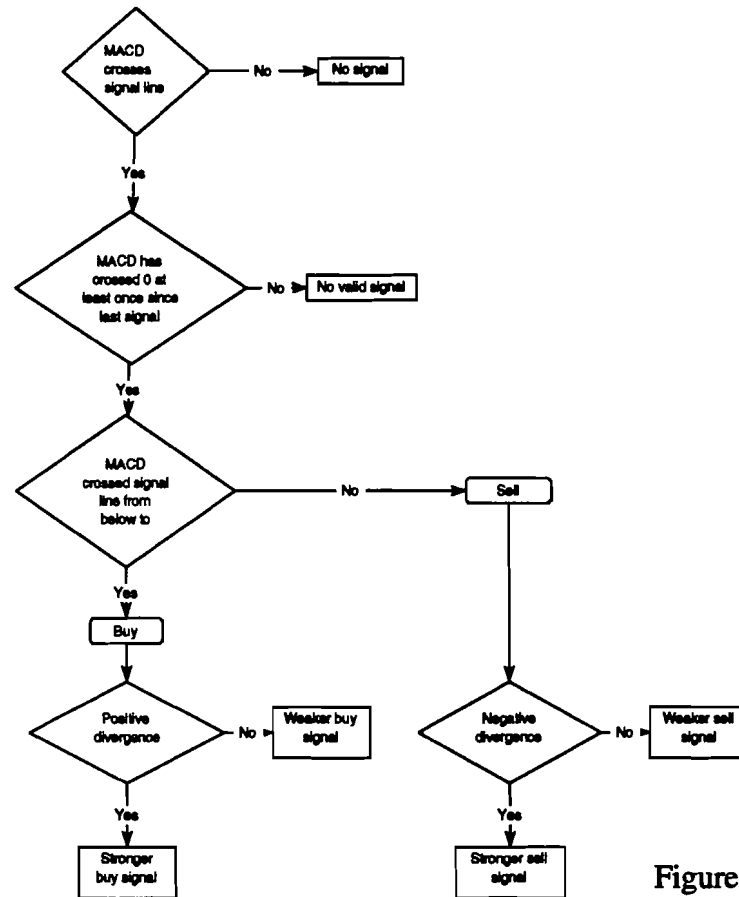 MACD
crosses
signal line
No
No signal
Yes
MACD has
crossed 0 at
least once since
last signal
No
No valid signal
Yes
MACD
crossed signal
line from
below to
No
Sell
Yes
Buy
Positive
divergence
No
Weaker buy
signal
Negative
divergence
No
Weaker sell
signal
Yes
Yes
Stronger
buy signal
Stronger sell
signal
Figure